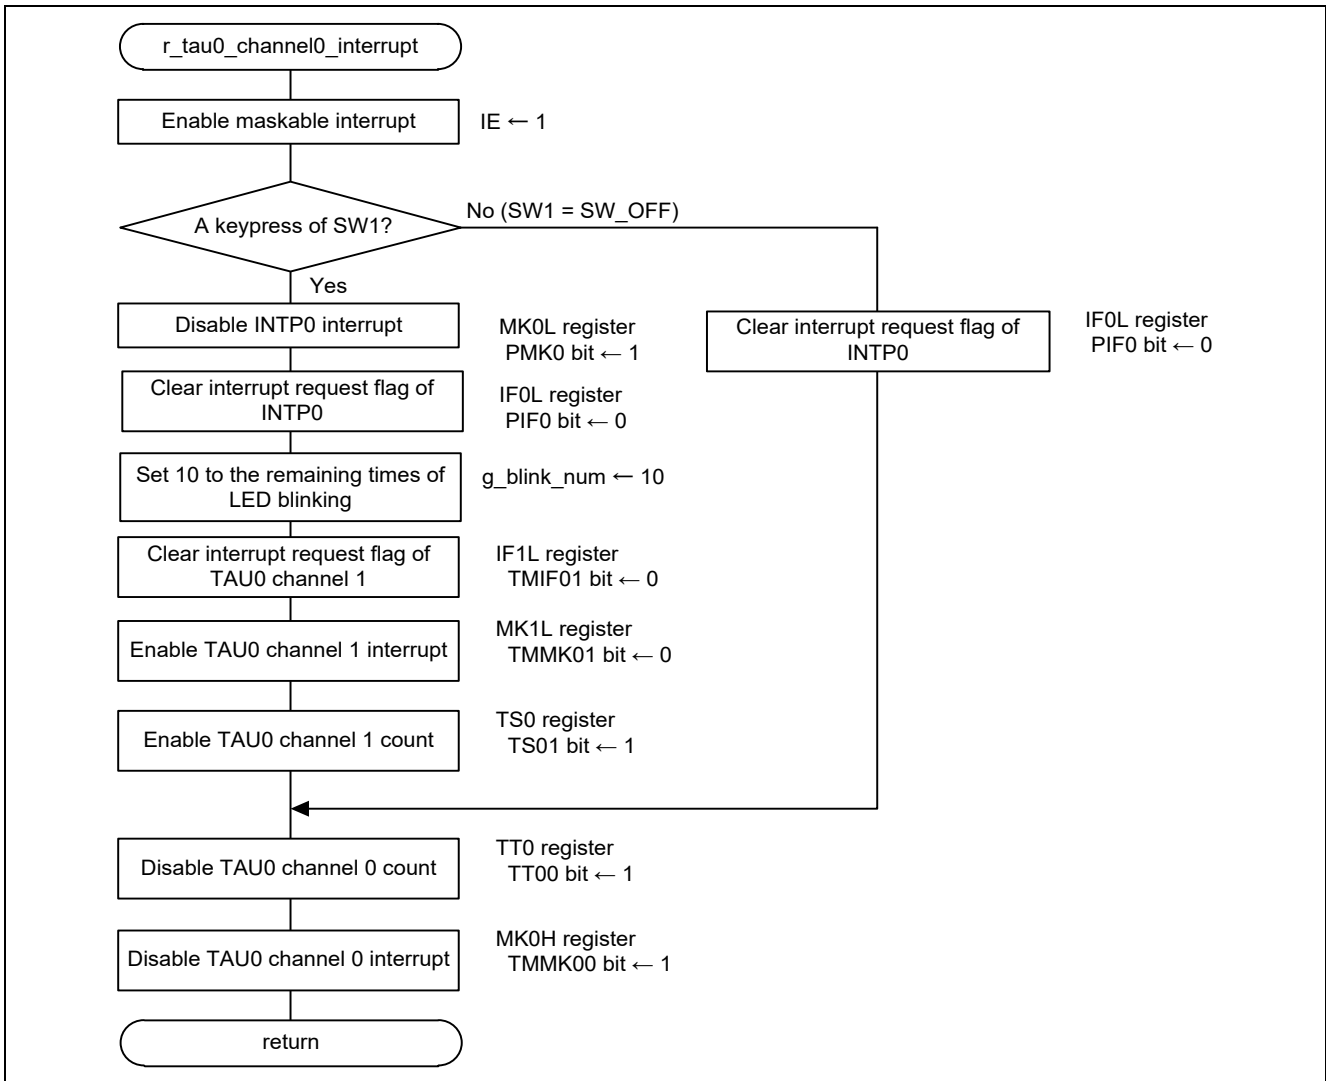 r_tau0_channel0_interrupt
Enable maskable interrupt
IE ← 1
A keypress of SW1?
No (SW1 = SW_OFF)
Yes
Disable INTP0 interrupt
MK0L register
PMK0 bit ← 1
Clear interrupt request flag of
INTP0
IF0L register
PIF0 bit ← 0
Clear interrupt request flag of
INTP0
IF0L register
PIF0 bit ← 0
Set 10 to the remaining times of
LED blinking
g_blink_num ← 10
Clear interrupt request flag of
TAU0 channel 1
IF1L register
TMIF01 bit ← 0
Enable TAU0 channel 1 interrupt
MK1L register
TMMK01 bit ← 0
Enable TAU0 channel 1 count
TS0 register
TS01 bit ← 1
Disable TAU0 channel 0 count
TT0 register
TT00 bit ← 1
Disable TAU0 channel 0 interrupt
MK0H register
TMMK00 bit ← 1
return